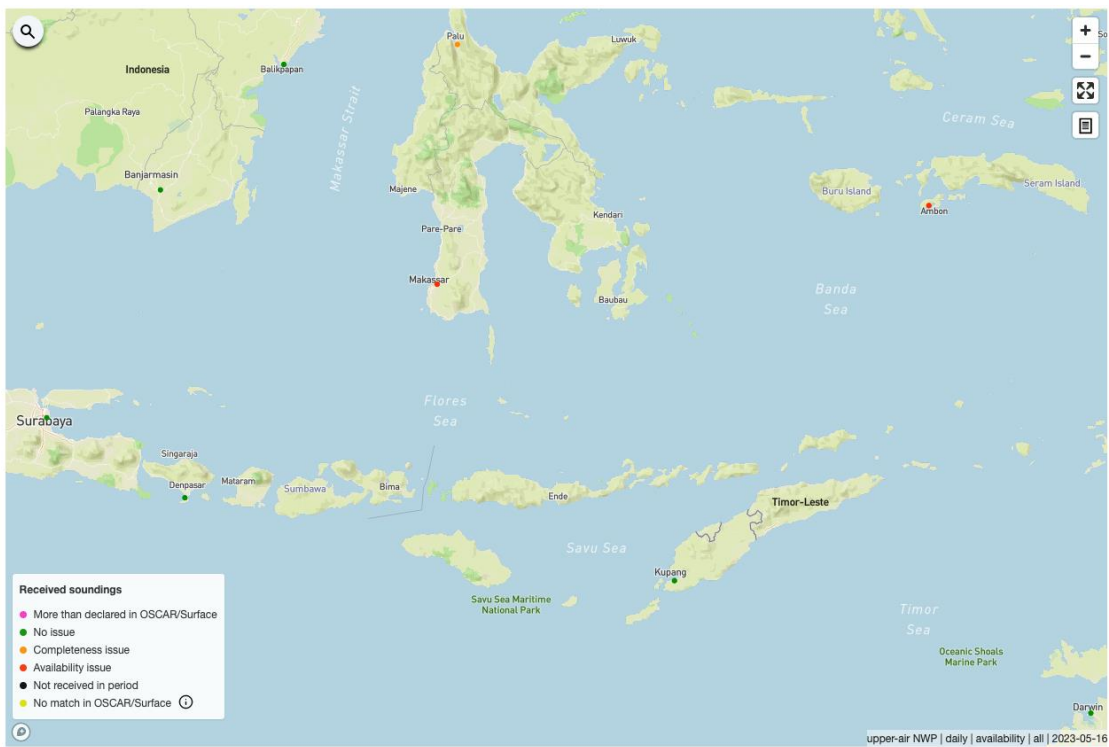 Palu
Luwuk
Indonesia
Balikpapan
Makassar Strait
Palangka Raya
Ceram Sea
Banjarmasin
Majene
Buru Island
Seram Island
Ambon
Kendari
Pare-Pare
Makassar
Baubau
Banda
Sea
Flores
Sea
Surabaya
Singaraja
Denpasar
Mataram
Sumbawa
Bima
Ende
Timor-Leste
Savu Sea
Kupang
Savu Sea Maritime
National Park
Timor
Sea
Oceanic Shoals
Marine Park
Darwin
Received soundings
More than declared in OSCAR/Surface
No issue
Completeness issue
Availability issue
Not received in period
No match in OSCAR/Surface
upper-air NWP | daily | availability | all | 2023-05-16